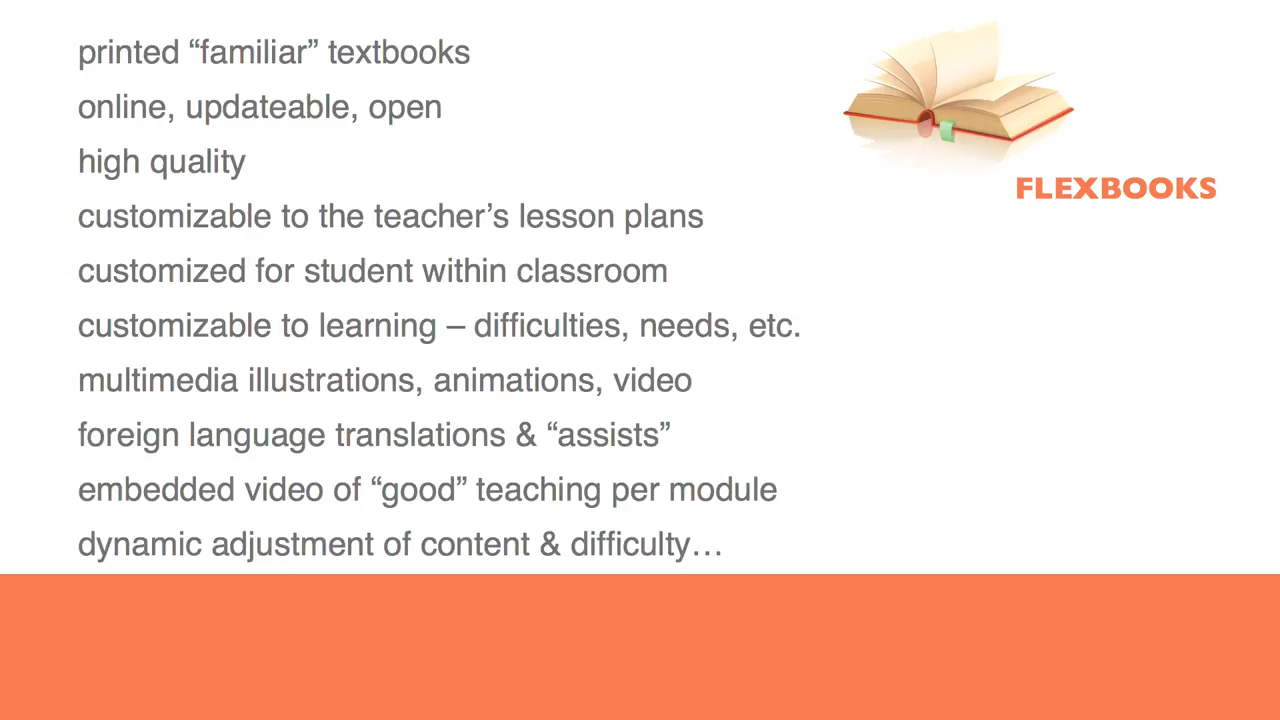 printed “familiar” textbooks
online, updateable, open
high quality
customizable to the teacher’s lesson plans
customized for student within classroom
customizable to learning – difficulties, needs, etc.
multimedia illustrations, animations, video
foreign language translations & “assists”
embedded video of “good” teaching per module
dynamic adjustment of content & difficulty…
FLEXBOOKS